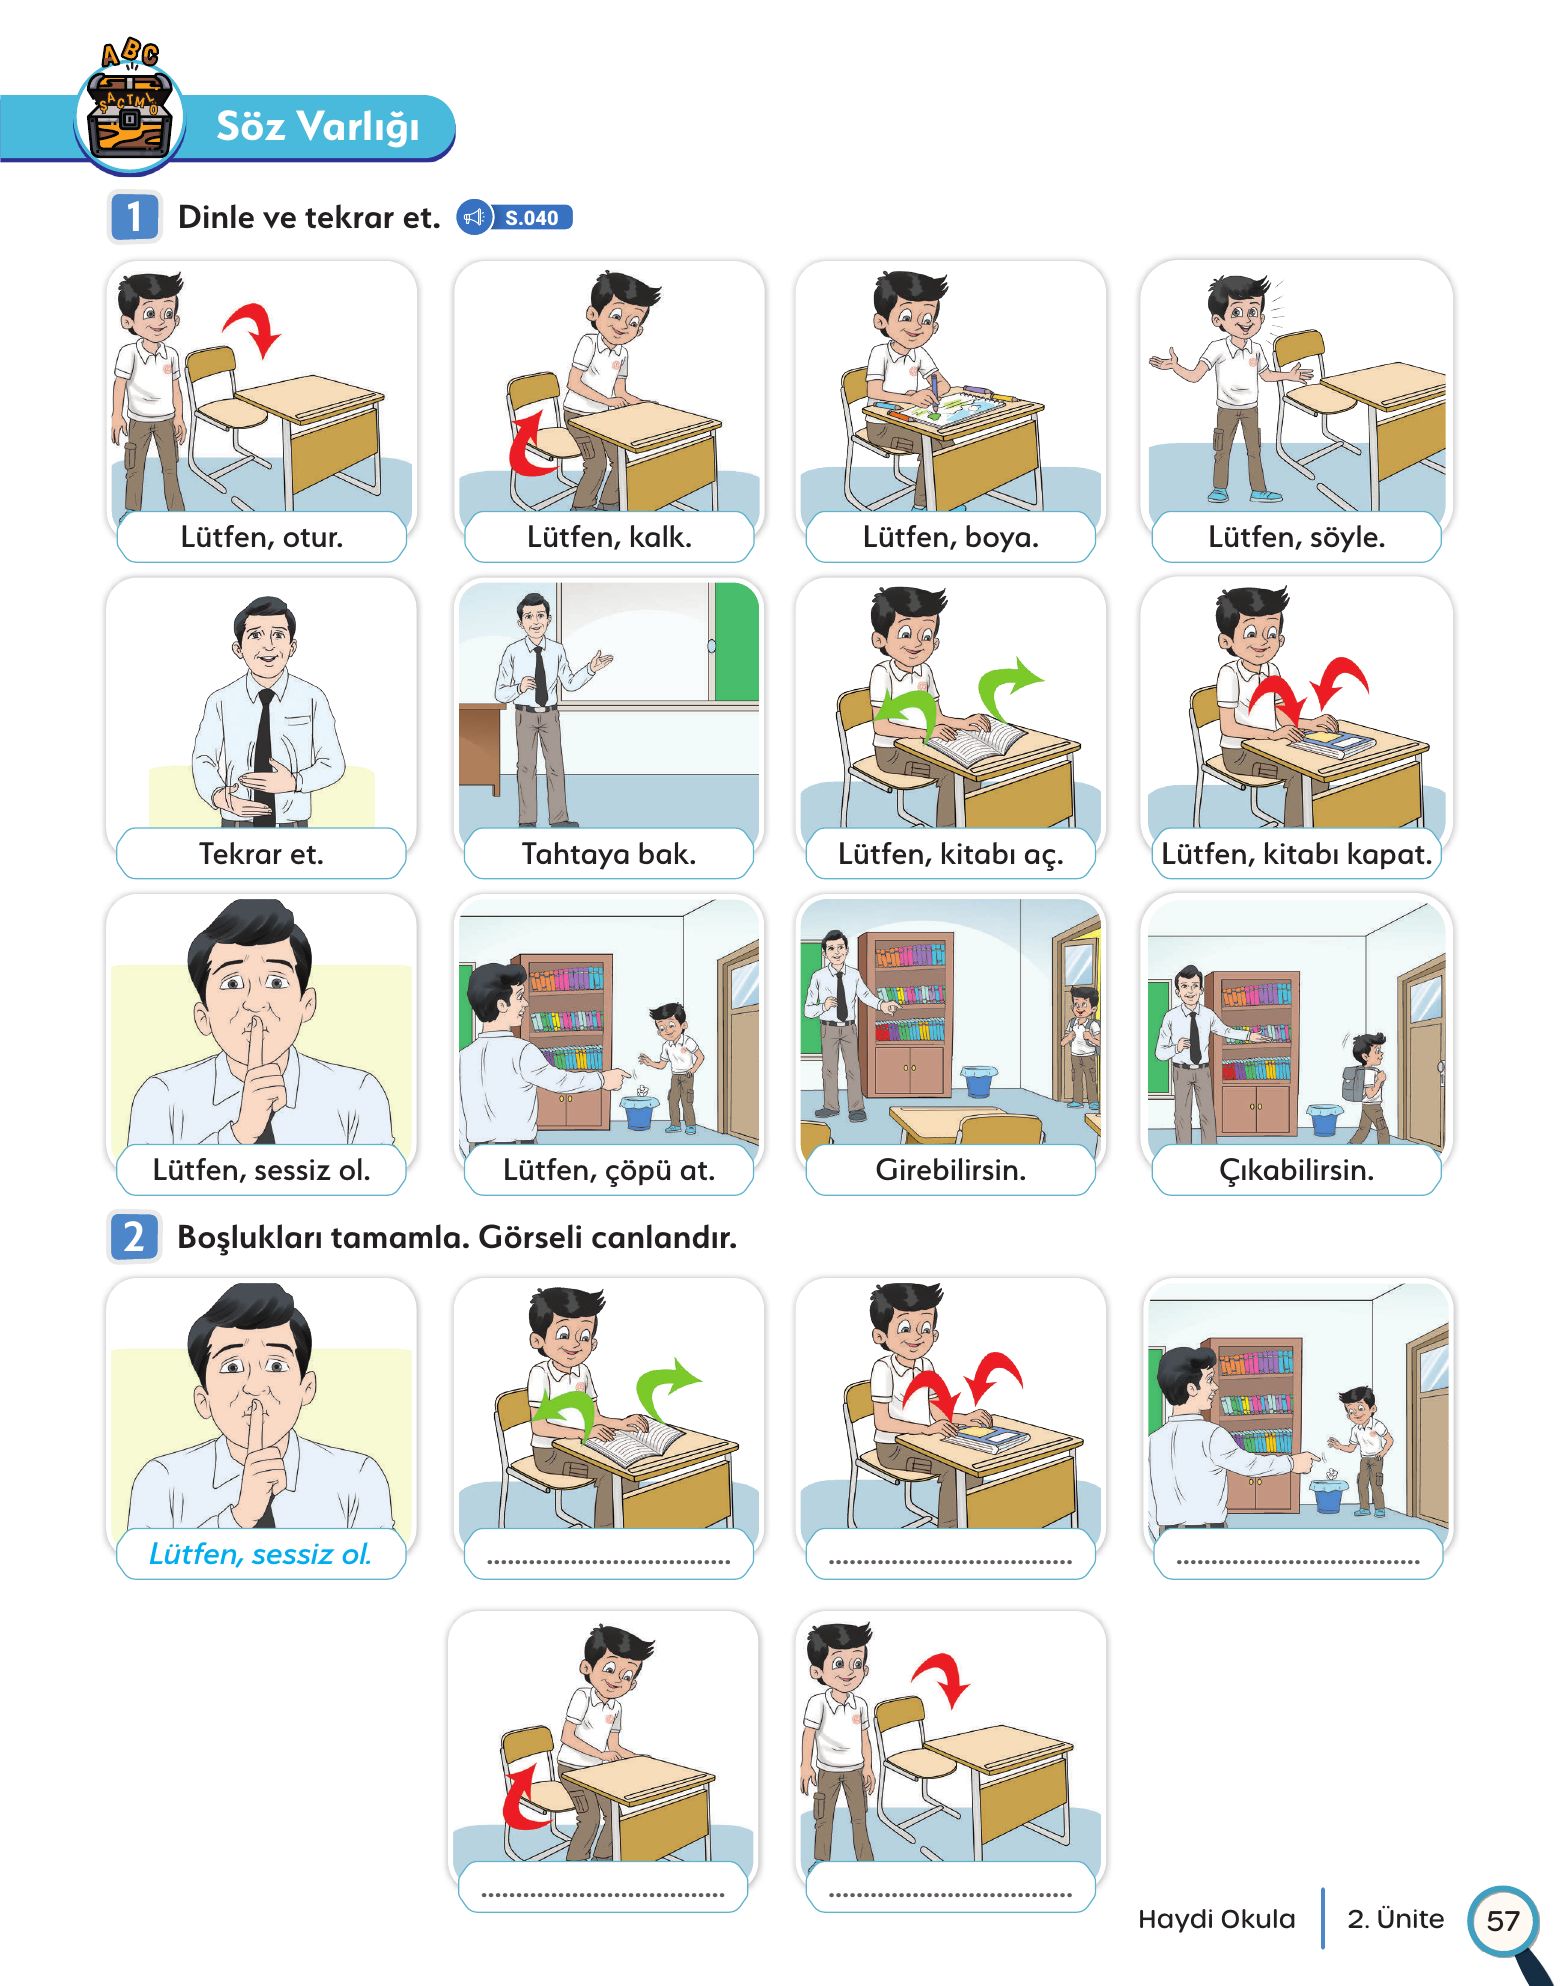 ABC
Söz Varlığı
1 Dinle ve tekrar et. S.040
Lütfen, otur.
Lütfen, kalk.
Lütfen, boya.
Lütfen, söyle.
Tekrar et.
Tahtaya bak.
Lütfen, kitabı aç.
Lütfen, kitabı kapat.
Lütfen, sessiz ol.
Lütfen, çöpü at.
Girebilirsin.
Çıkabilirsin.
2 Boşlukları tamamla. Görseli canlandır.
Lütfen, sessiz ol.
...................................
...................................
...................................
...................................
...................................
Haydi Okula 2. Ünite 57